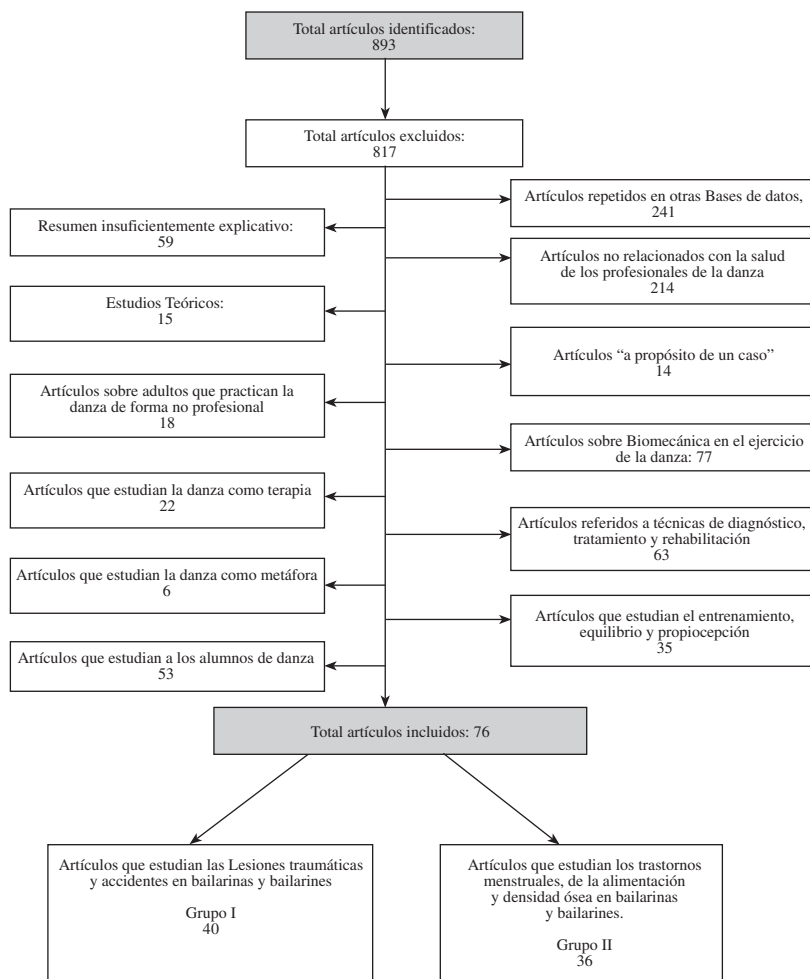 Total artículos identificados:
893
Total artículos excluidos:
817
Artículos repetidos en otras Bases de datos,
241
Resumen insuficientemente explicativo:
59
Artículos no relacionados con la salud
de los profesionales de la danza
214
Estudios Teóricos:
15
Artículos “a propósito de un caso”
14
Artículos sobre adultos que practican la
danza de forma no profesional
18
Artículos sobre Biomecánica en el ejercicio
de la danza: 77
Artículos que estudian la danza como terapia
22
Artículos referidos a técnicas de diagnóstico,
tratamiento y rehabilitación
63
Artículos que estudian la danza como metáfora
6
Artículos que estudian el entrenamiento,
equilibrio y propiocepción
35
Artículos que estudian a los alumnos de danza
53
Total artículos incluidos: 76
Artículos que estudian las Lesiones traumáticas
y accidentes en bailarinas y bailarines
Grupo I
40
Artículos que estudian los trastornos
menstruales, de la alimentación
y densidad ósea en bailarinas
y bailarines.
Grupo II
36